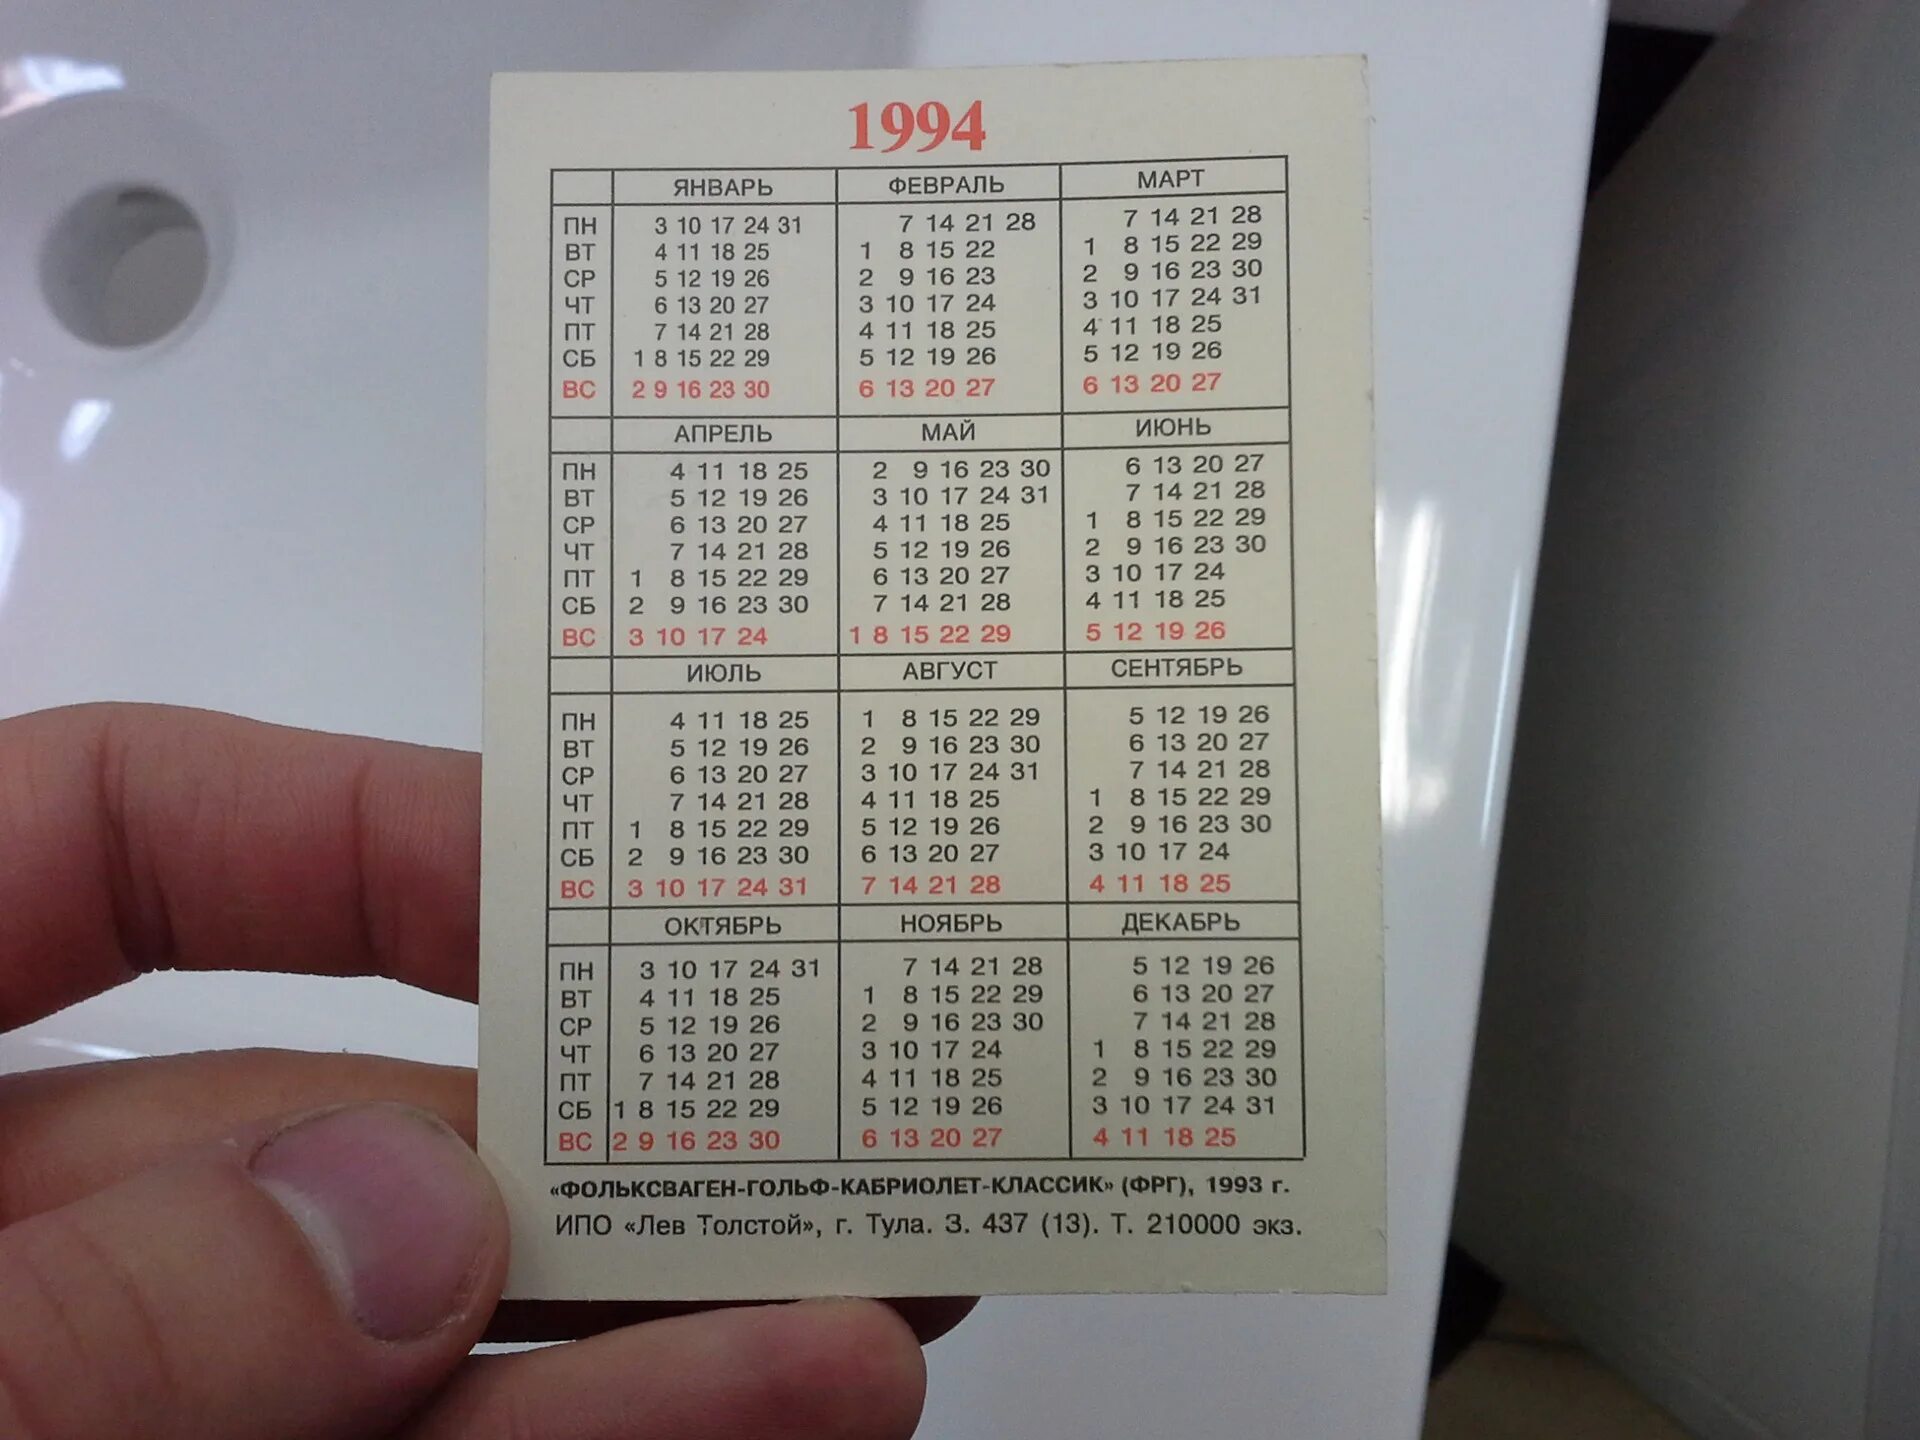 1994
ЯНВАРЬ ФЕВРАЛЬ МАРТ
ПН 3 10 17 24 31 7 14 21 28 7 14 21 28
ВТ 4 11 18 25 1 8 15 22 1 8 15 22 29
СР 5 12 19 26 2 9 16 23 2 9 16 23 30
ЧТ 6 13 20 27 3 10 17 24 3 10 17 24 31
ПТ 7 14 21 28 4 11 18 25 4 11 18 25
СБ 1 8 15 22 29 5 12 19 26 5 12 19 26
ВС 2 9 16 23 30 6 13 20 27 6 13 20 27
АПРЕЛЬ МАЙ ИЮНЬ
ПН 4 11 18 25 2 9 16 23 30 6 13 20 27
ВТ 5 12 19 26 3 10 17 24 31 7 14 21 28
СР 6 13 20 27 4 11 18 25 1 8 15 22 29
ЧТ 7 14 21 28 5 12 19 26 2 9 16 23 30
ПТ 1 8 15 22 29 6 13 20 27 3 10 17 24
СБ 2 9 16 23 30 7 14 21 28 4 11 18 25
ВС 3 10 17 24 1 8 15 22 29 5 12 19 26
ИЮЛЬ АВГУСТ СЕНТЯБРЬ
ПН 4 11 18 25 1 8 15 22 29 5 12 19 26
ВТ 5 12 19 26 2 9 16 23 30 6 13 20 27
СР 6 13 20 27 3 10 17 24 31 7 14 21 28
ЧТ 7 14 21 28 4 11 18 25 1 8 15 22 29
ПТ 1 8 15 22 29 5 12 19 26 2 9 16 23 30
СБ 2 9 16 23 30 6 13 20 27 3 10 17 24
ВС 3 10 17 24 31 7 14 21 28 4 11 18 25
ОКТЯБРЬ НОЯБРЬ ДЕКАБРЬ
ПН 3 10 17 24 31 7 14 21 28 5 12 19 26
ВТ 4 11 18 25 1 8 15 22 29 6 13 20 27
СР 5 12 19 26 2 9 16 23 30 7 14 21 28
ЧТ 6 13 20 27 3 10 17 24 1 8 15 22 29
ПТ 7 14 21 28 4 11 18 25 2 9 16 23 30
СБ 1 8 15 22 29 5 12 19 26 3 10 17 24 31
ВС 2 9 16 23 30 6 13 20 27 4 11 18 25
«ФОЛЬКСВАГЕН-ГОЛЬФ-КАБРИОЛЕТ-КЛАССИК» (ФРГ), 1993 г.
ИПО «Лев Толстой», г. Тула. З. 437 (13). Т. 210000 экз.